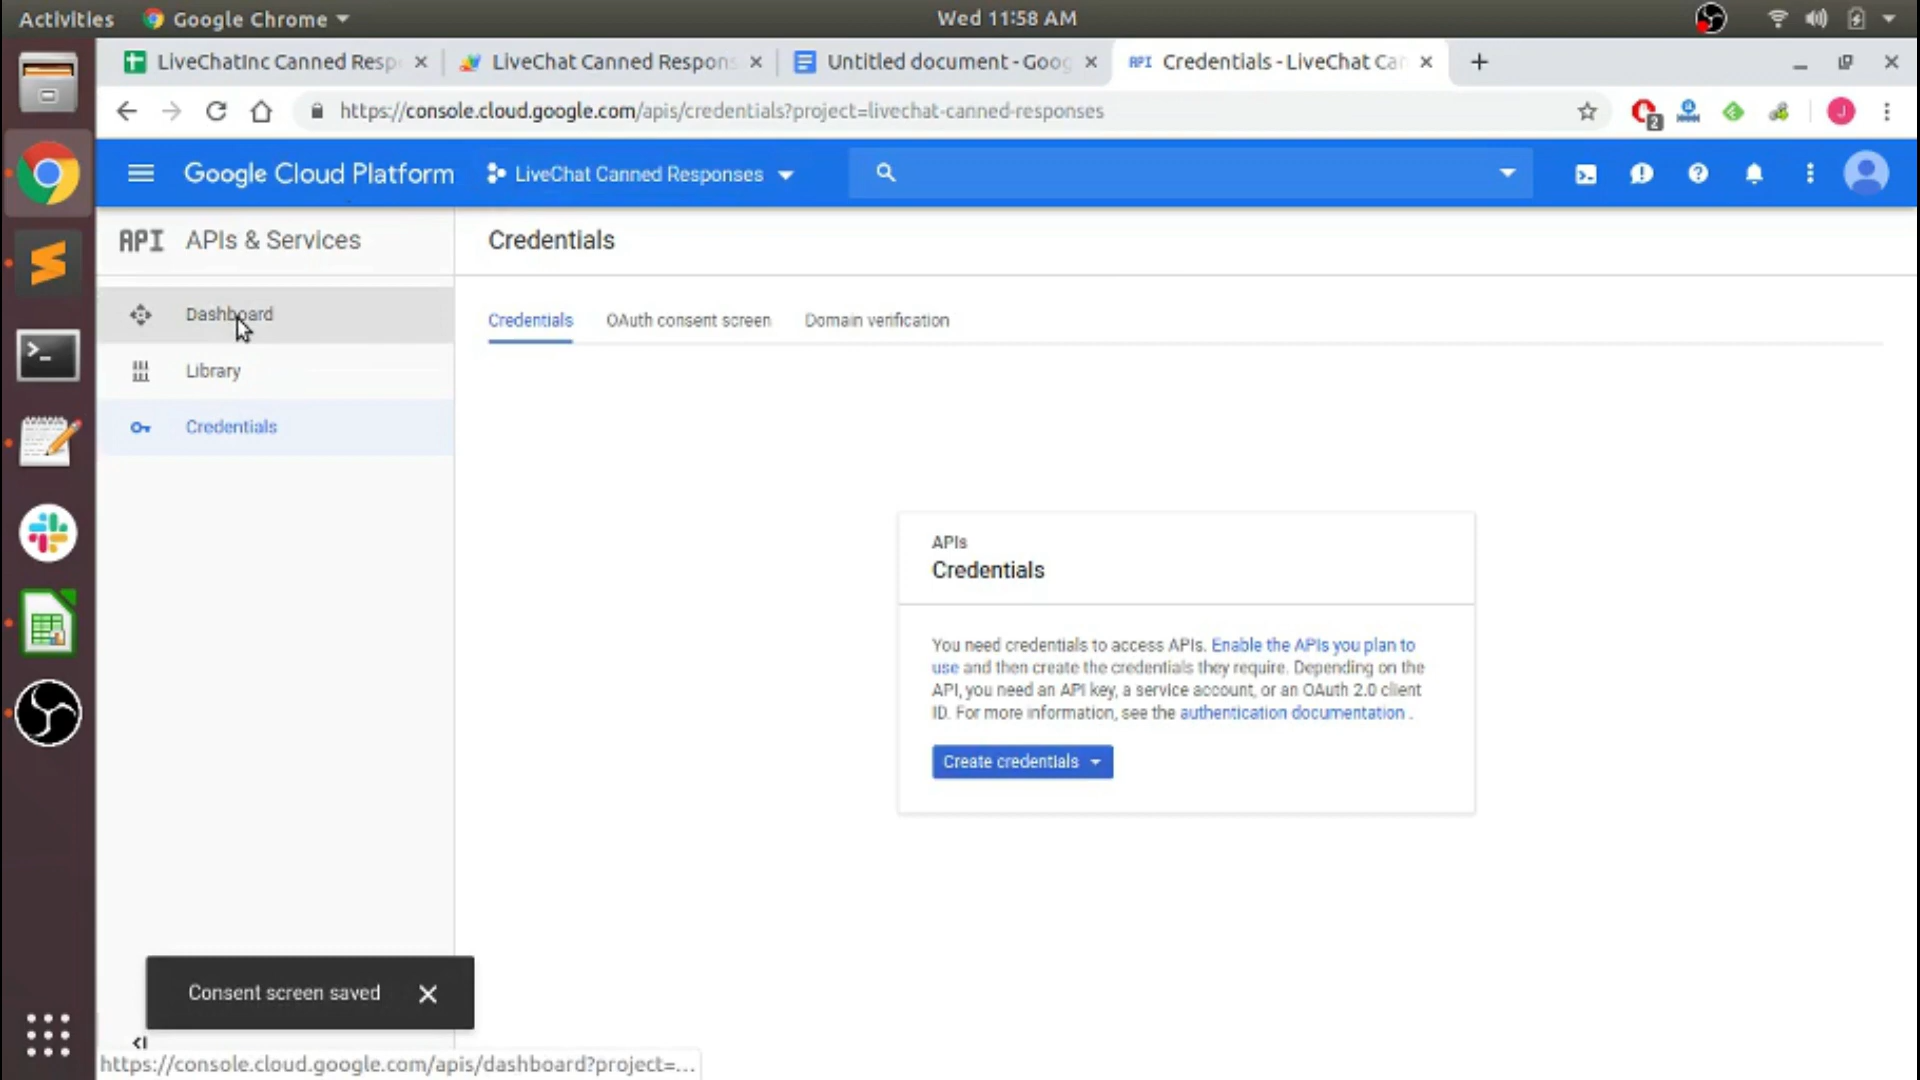 Activities
Google Chrome
Wed 11:58 AM
LiveChatInc Canned Resp
LiveChat Canned Respons
Untitled document - Goog
API
Credentials - LiveChat Can
https://console.cloud.google.com/apis/credentials?project=livechat-canned-responses
2
J
Google Cloud Platform
LiveChat Canned Responses
API APIs & Services
Credentials
Dashboard
Library
Credentials
Credentials
OAuth consent screen
Domain verification
APIs
Credentials
You need credentials to access APIs. Enable the APIs you plan to
use and then create the credentials they require. Depending on the
API, you need an API key, a service account, or an OAuth 2.0 client
ID. For more information, see the authentication documentation .
Create credentials
Consent screen saved
https://console.cloud.google.com/apis/dashboard?project=...